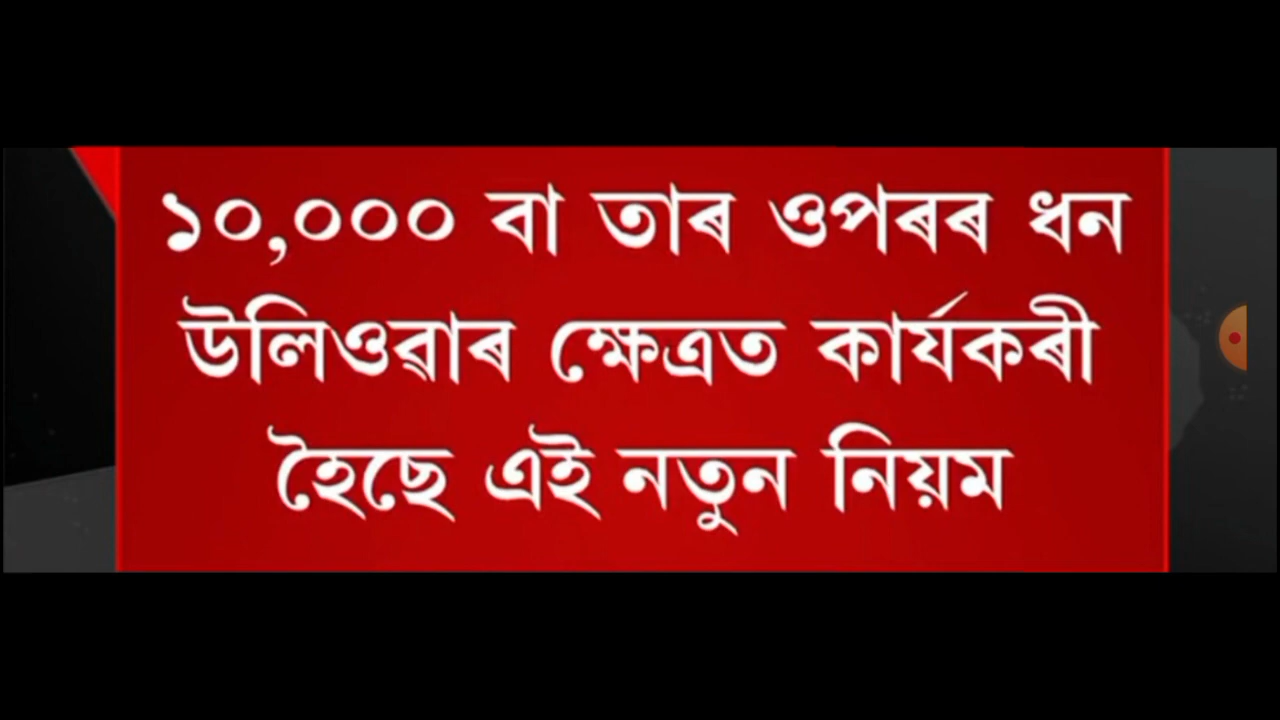 ১০,০০০ বা তাৰ ওপৰৰ ধন
উলিওৱাৰ ক্ষেত্ৰত কাৰ্যকৰী
হৈছে এই নতুন নিয়ম